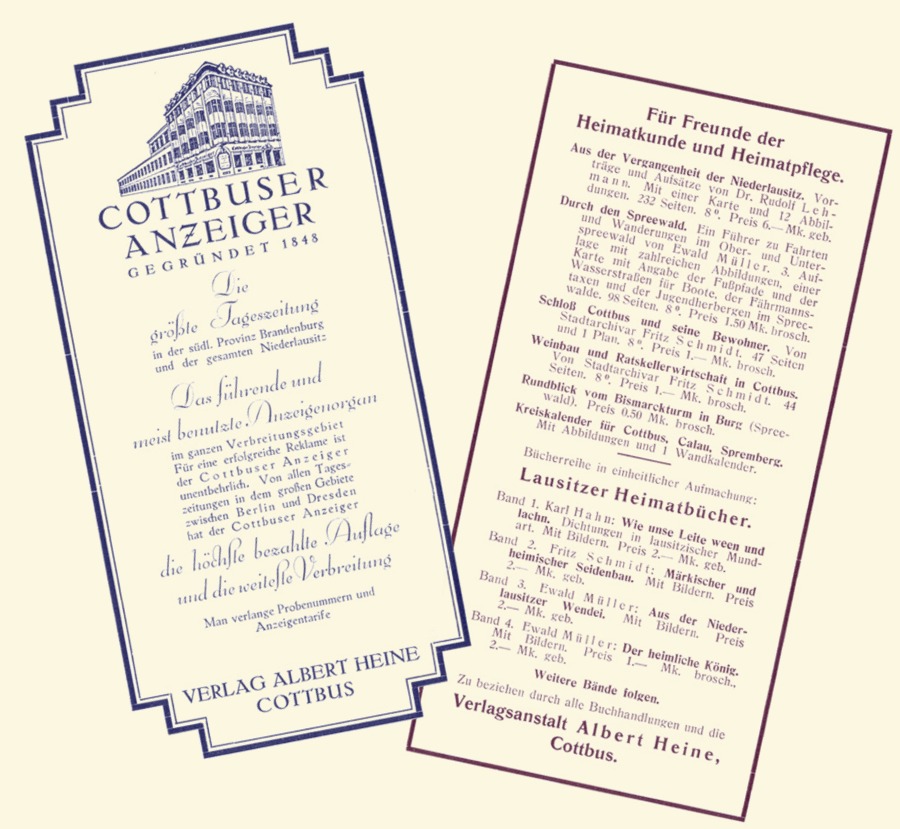 COTTBUSER
ANZEIGER
GEGRÜNDET 1848
Die
größte Tageszeitung
in der südl. Provinz Brandenburg
und der gesamten Niederlausitz
Das führende und
meist benutzte Anzeigenorgan
im ganzen Verbreitungsgebiet
Für eine erfolgreiche Reklame ist
der Cottbuser Anzeiger
unentbehrlich. Von allen Tages-
zeitungen in dem großen Gebiete
zwischen Berlin und Dresden
hat der Cottbuser Anzeiger
die höchste bezahlte Auflage
und die weiteste Verbreitung
Man verlange Probenummern und
Anzeigentarife
VERLAG ALBERT HEINE
COTTBUS
Für Freunde der
Heimatkunde und Heimatpflege.
Aus der Vergangenheit der Niederlausitz. Vor-
träge und Aufsätze von Dr. Rudolf Leh-
mann. Mit einer Karte und 12 Abbil-
dungen. 232 Seiten. 8°. Preis 6.— Mk. geb.
Durch den Spreewald. Ein Führer zu Fahrten
und Wanderungen im Ober- und Unter-
spreewald von Ewald Müller. 3. Auf-
lage mit zahlreichen Abbildungen, einer
Karte mit Angabe der Fußpfade und der
Wasserstraßen für Boote, der Fährmanns-
taxen und der Jugendherbergen im Spree-
walde. 98 Seiten. 8°. Preis 1.50 Mk. brosch.
Schloß Cottbus und seine Bewohner. Von
Stadtarchivar Fritz Schmidt. 47 Seiten
und 1 Plan. 8°. Preis 1.— Mk. brosch.
Weinbau und Ratskellerwirtschaft in Cottbus.
Von Stadtarchivar Fritz Schmidt. 44
Seiten. 8°. Preis 1.— Mk. brosch.
Rundblick vom Bismarckturm in Burg (Spree-
wald). Preis 0.50 Mk. brosch.
Kreiskalender für Cottbus, Calau, Spremberg.
Mit Abbildungen und 1 Wandkalender.
Bücherreihe in einheitlicher Aufmachung:
Lausitzer Heimatbücher.
Band 1. Karl Hahn: Wie unse Leite ween und
lachn. Dichtungen in lausitzischer Mund-
art. Mit Bildern. Preis 2.— Mk. geb.
Band 2. Fritz Schmidt: Märkischer und
heimischer Seidenbau. Mit Bildern. Preis
2.— Mk. geb.
Band 3. Ewald Müller: Aus der Nieder-
lausitzer Wendei. Mit Bildern. Preis
2.— Mk. geb.
Band 4. Ewald Müller: Der heimliche König.
Mit Bildern. Preis 1.— Mk. brosch.,
2.— Mk. geb.
Weitere Bände folgen.
Zu beziehen durch alle Buchhandlungen und die
Verlagsanstalt Albert Heine,
Cottbus.